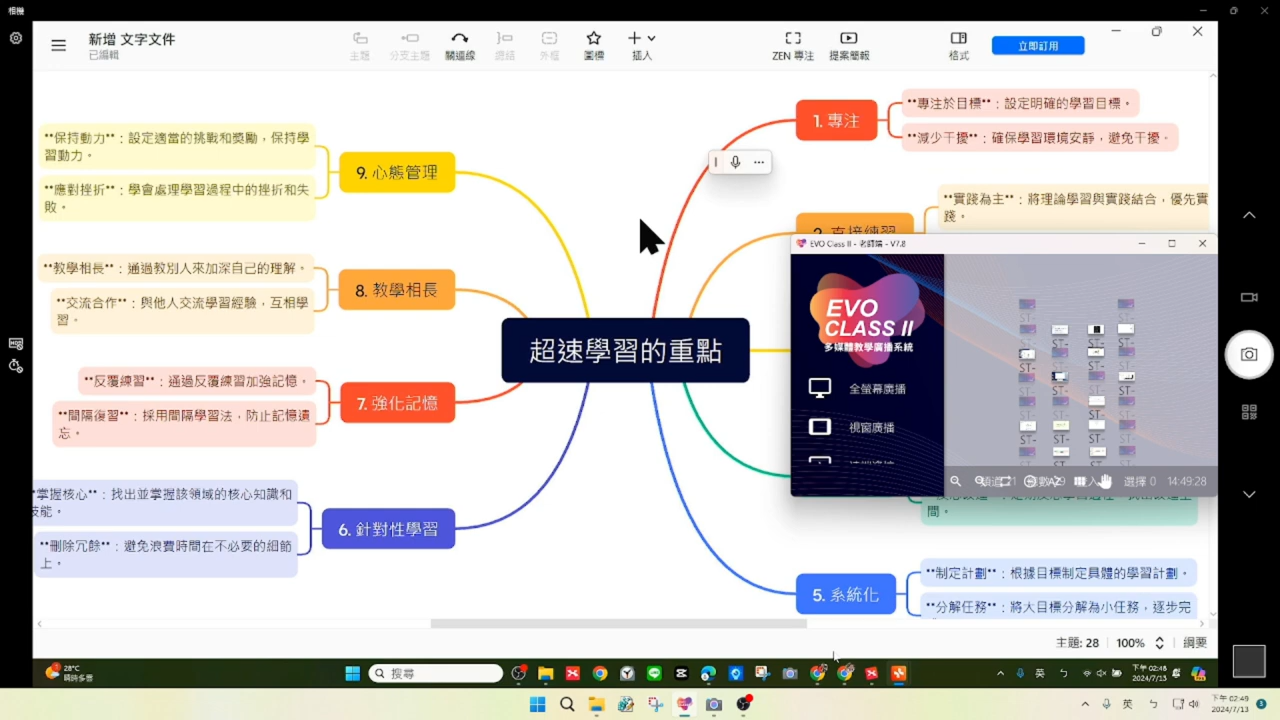 相機
新增 文字文件
已編輯
主題
分支主題
關連線
總結
外框
圖標
插入
ZEN 專注
提案簡報
格式
立即訂用
**保持動力**：設定適當的挑戰和獎勵，保持學
習動力。
**應對挫折**：學會處理學習過程中的挫折和失
敗。
9. 心態管理
**教學相長**：通過教別人來加深自己的理解。
**交流合作**：與他人交流學習經驗，互相學
習。
8. 教學相長
**反覆練習**：通過反覆練習加強記憶。
**間隔復習**：採用間隔學習法，防止記憶遺
忘。
7. 強化記憶
掌握核心**：找出並掌握該領域的核心知識和
技能。
**刪除冗餘**：避免浪費時間在不必要的細節
上。
6. 針對性學習
超速學習的重點
1. 專注
**專注於目標**：設定明確的學習目標。
**減少干擾**：確保學習環境安靜，避免干擾。
2. 直接練習
**實踐為主**：將理論學習與實踐結合，優先實
踐。
EVO Class II - 老師端 - V7.8
EVO
CLASS II
多媒體教學廣播系統
全螢幕廣播
視窗廣播
ST-
ST-
ST-
ST-
選擇 0
14:49:28
間。
5. 系統化
**制定計劃**：根據目標制定具體的學習計劃。
**分解任務**：將大目標分解為小任務，逐步完
主題: 28
100%
綱要
28°C
晴時多雲
搜尋
英
ㄅ
下午 02:48
2024/7/13
英
ㄅ
下午 02:49
2024/7/13